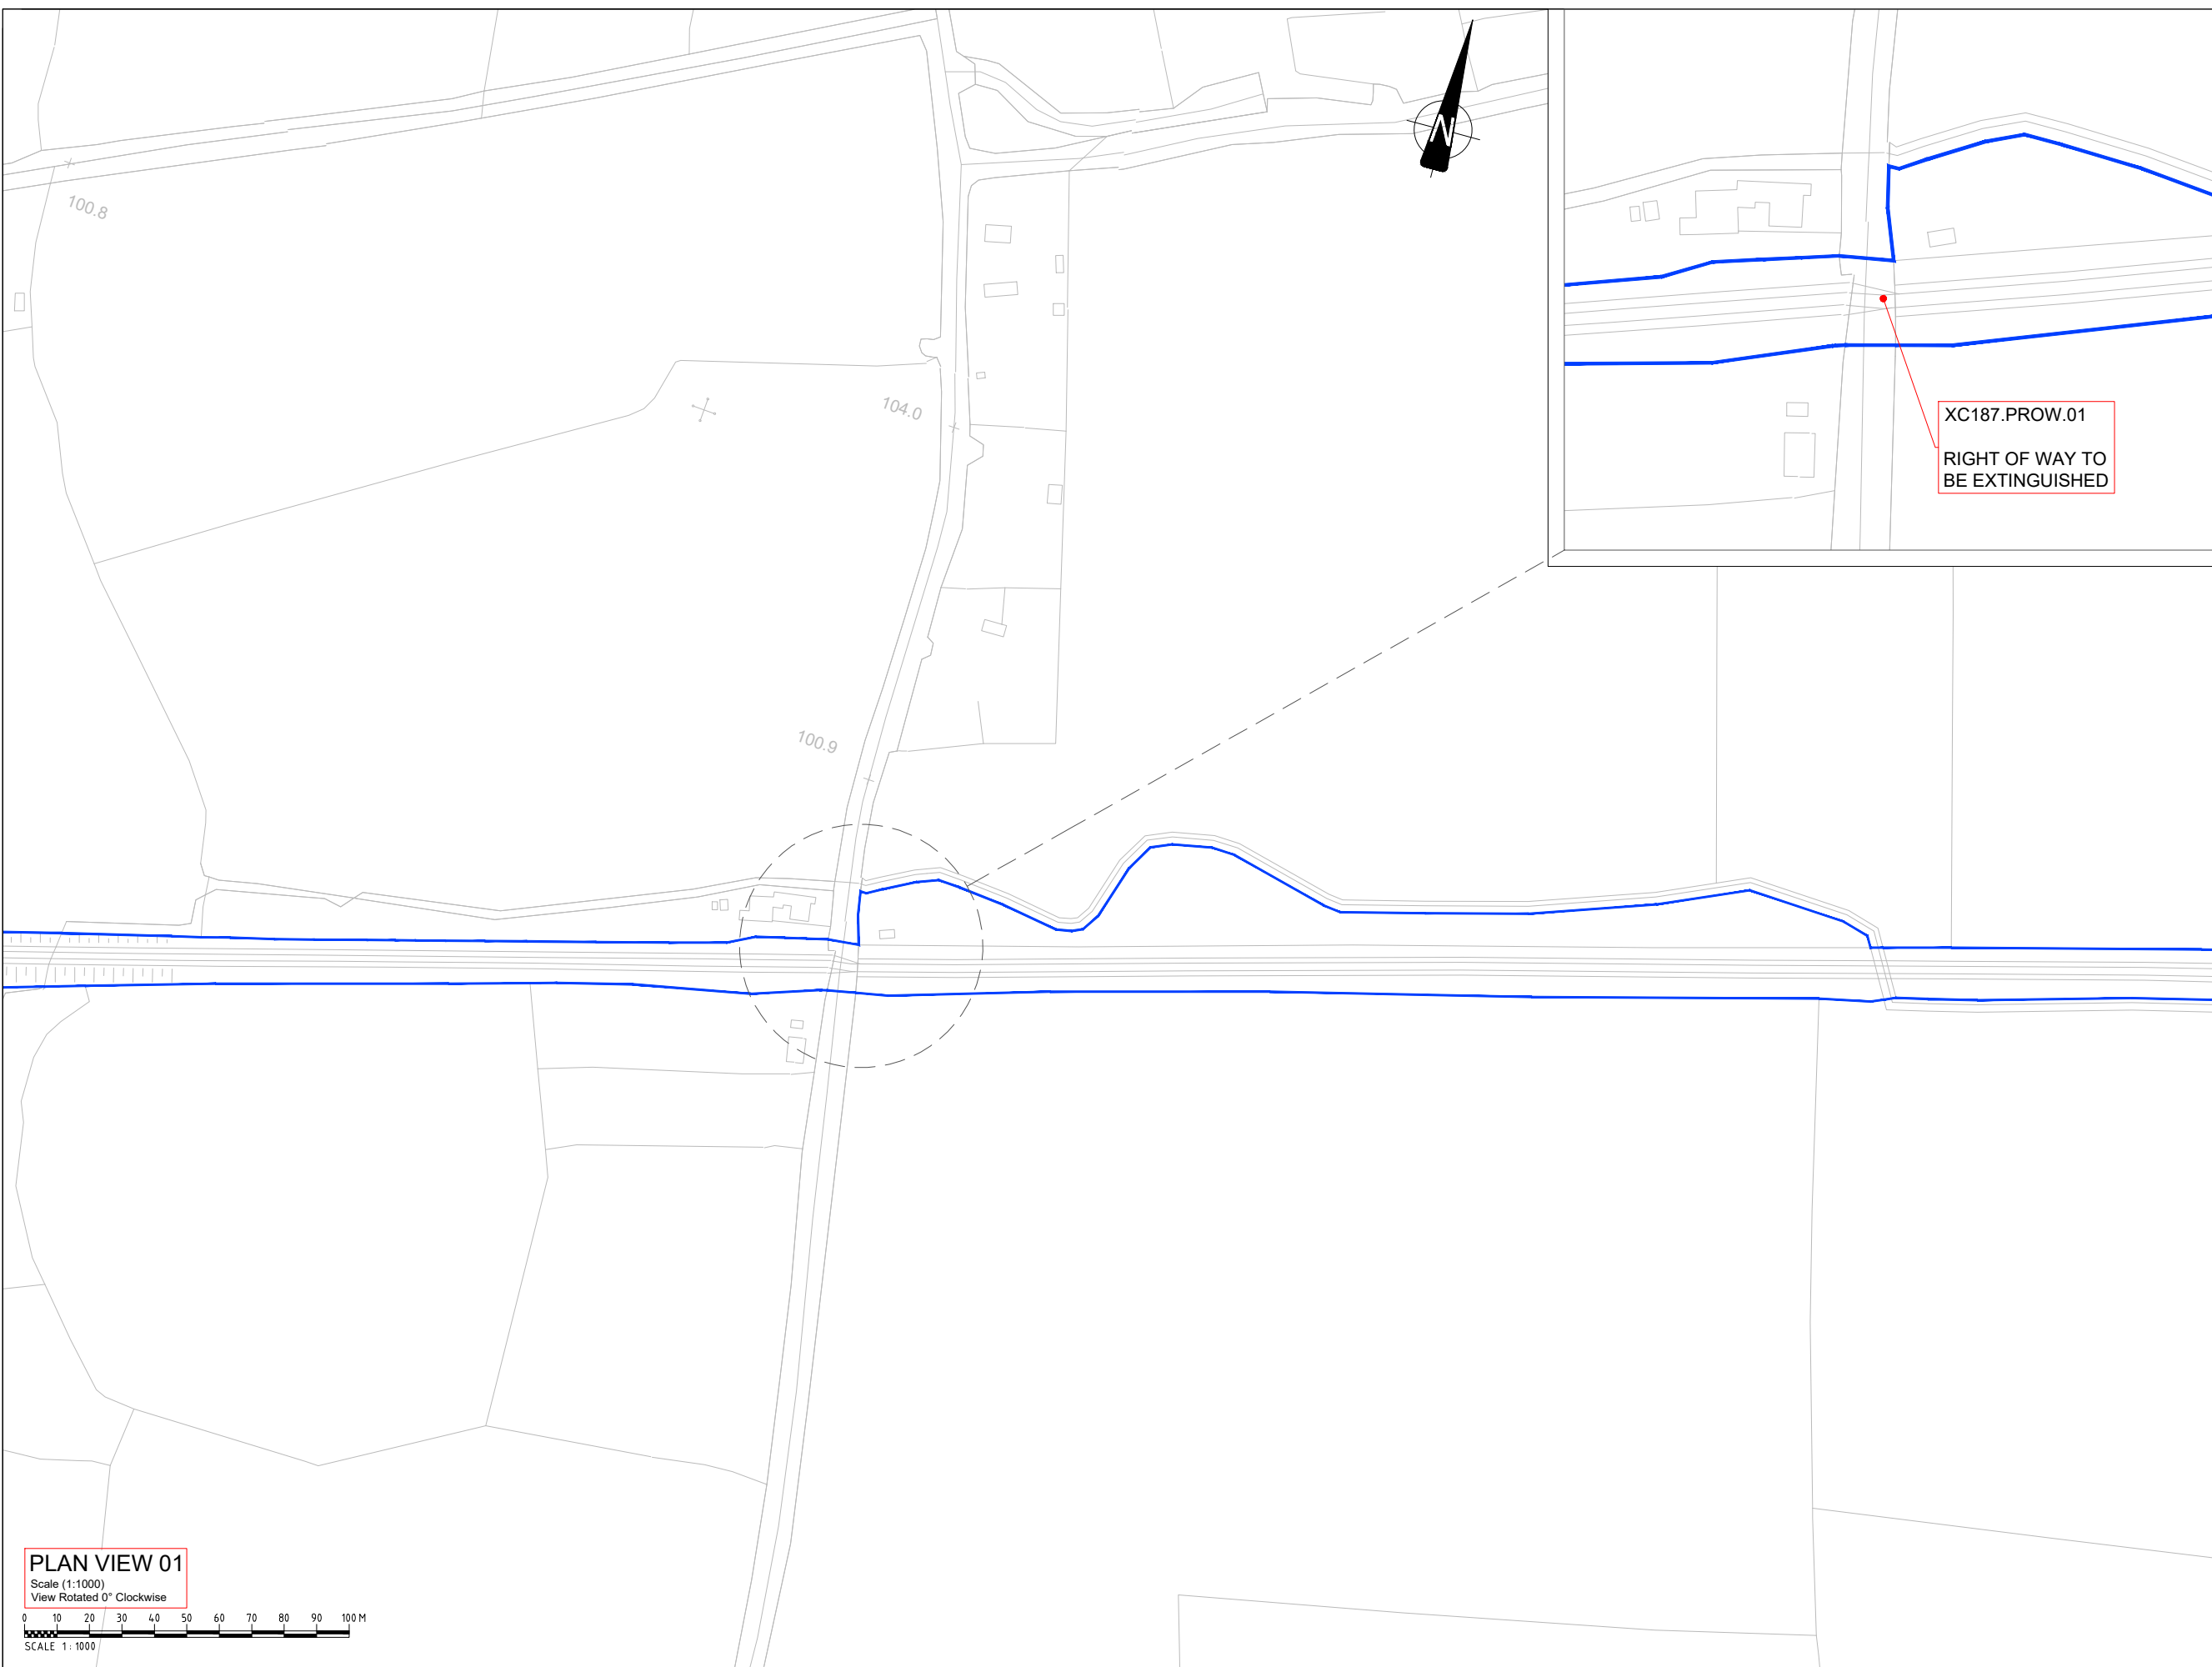 N
100.8
104.0
XC187.PROW.01
RIGHT OF WAY TO
BE EXTINGUISHED
100.9
PLAN VIEW 01
Scale (1:1000)
View Rotated 0° Clockwise
0 10 20 30 40 50 60 70 80 90 100 M
SCALE 1:1000